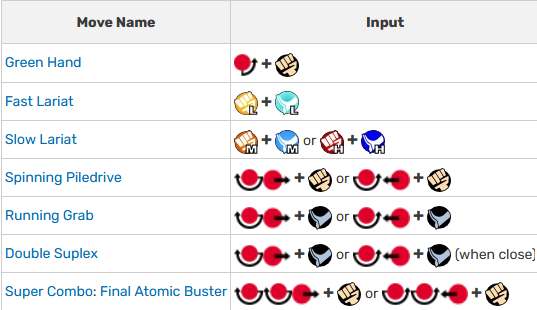 Move Name Input
Green Hand +
Fast Lariat L + L
Slow Lariat M + M or H + H
Spinning Piledrive + or +
Running Grab + or +
Double Suplex + or + (when close)
Super Combo: Final Atomic Buster + or +